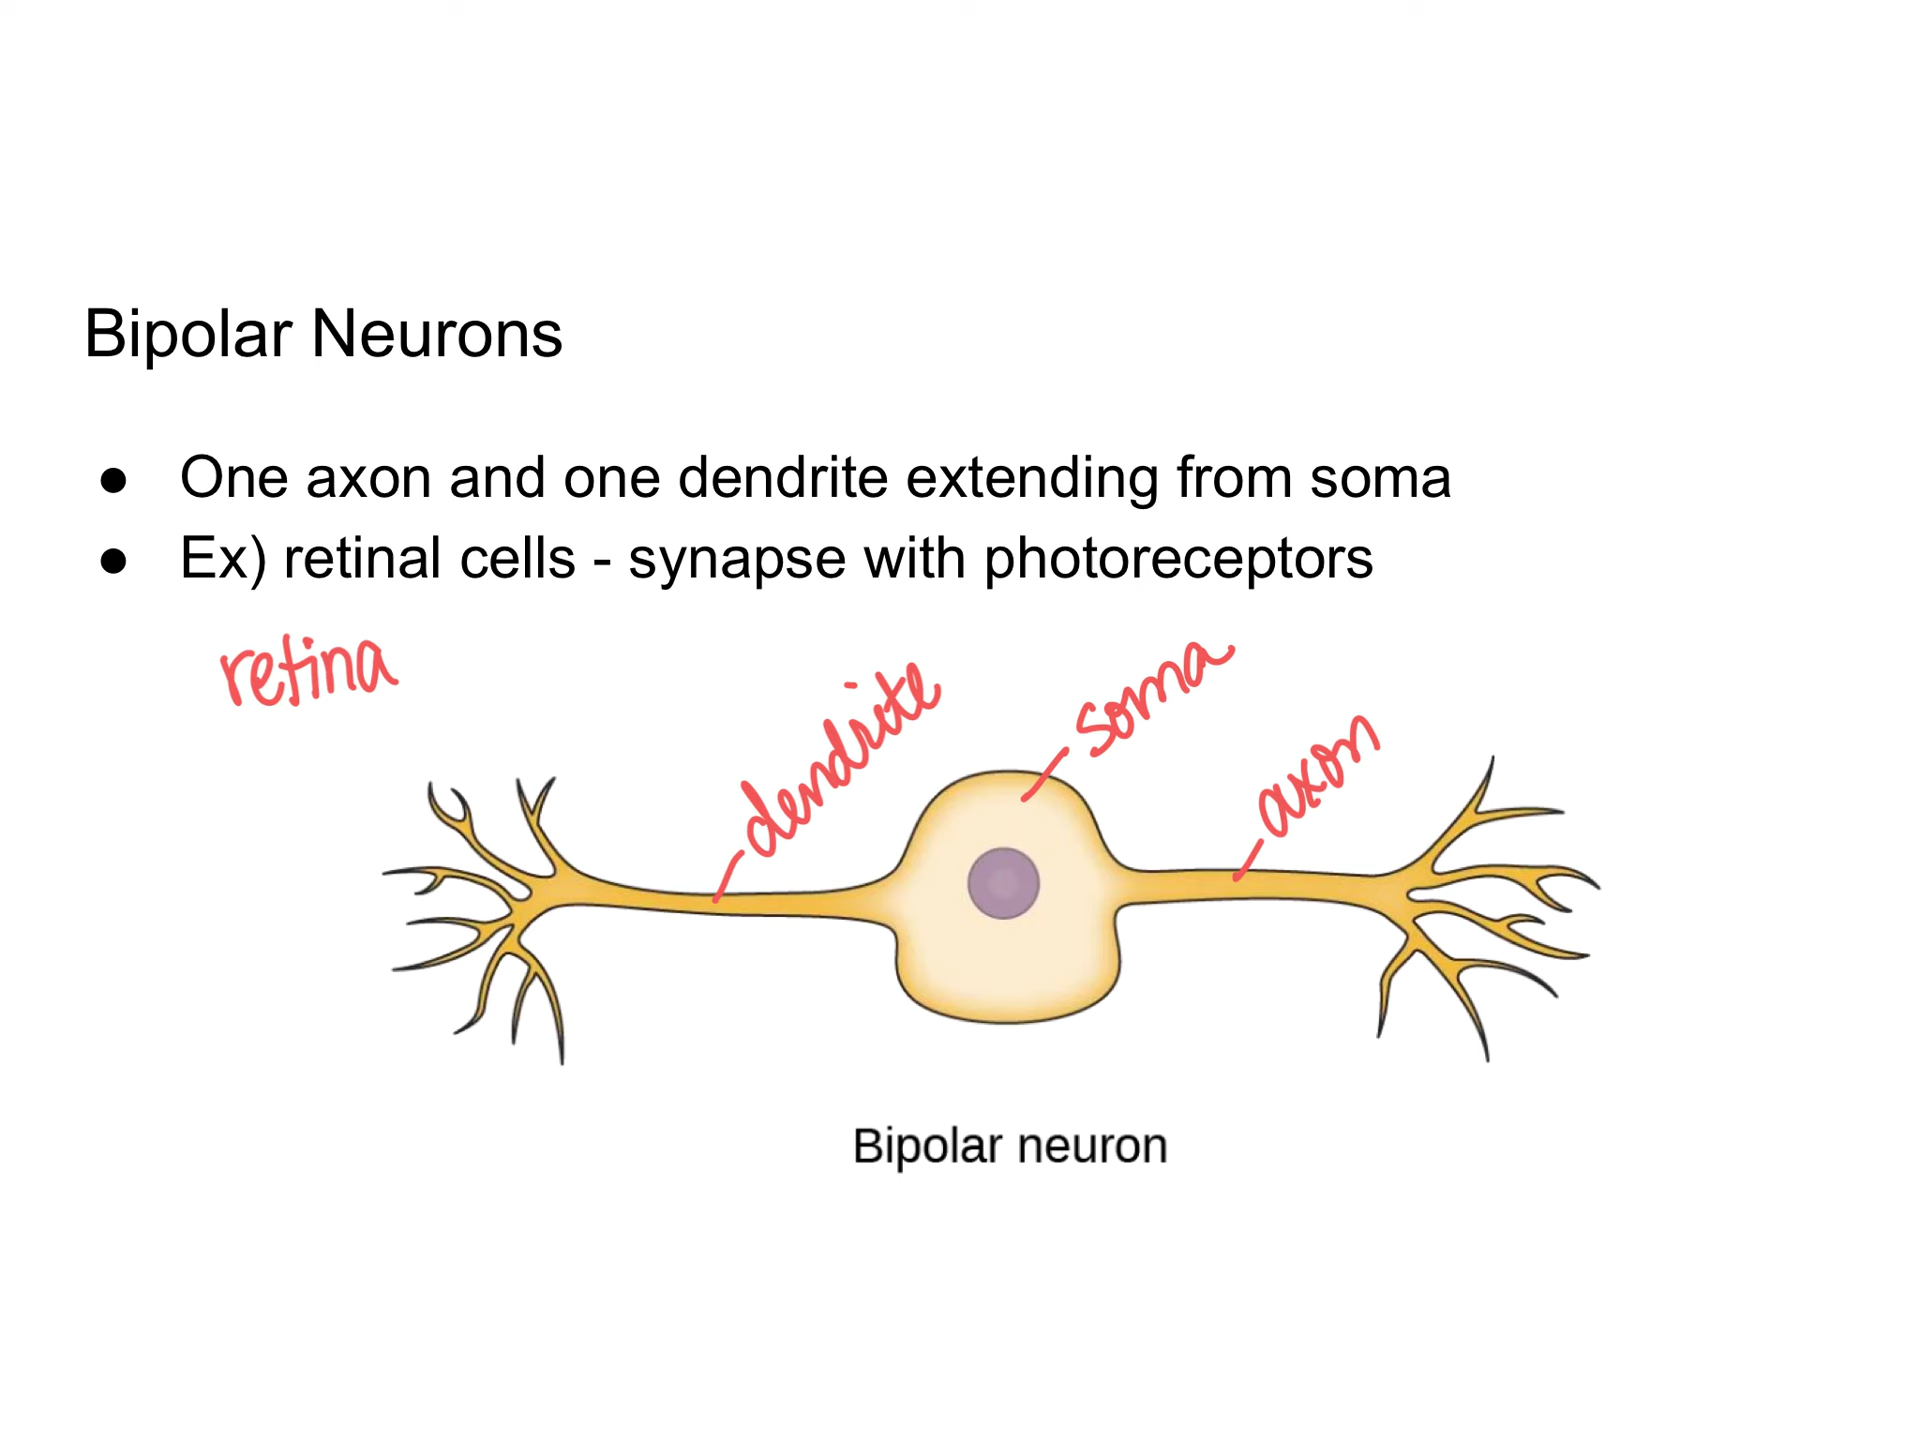 Bipolar Neurons
● One axon and one dendrite extending from soma
● Ex) retinal cells - synapse with photoreceptors
retina
dendrite
soma
axon
Bipolar neuron